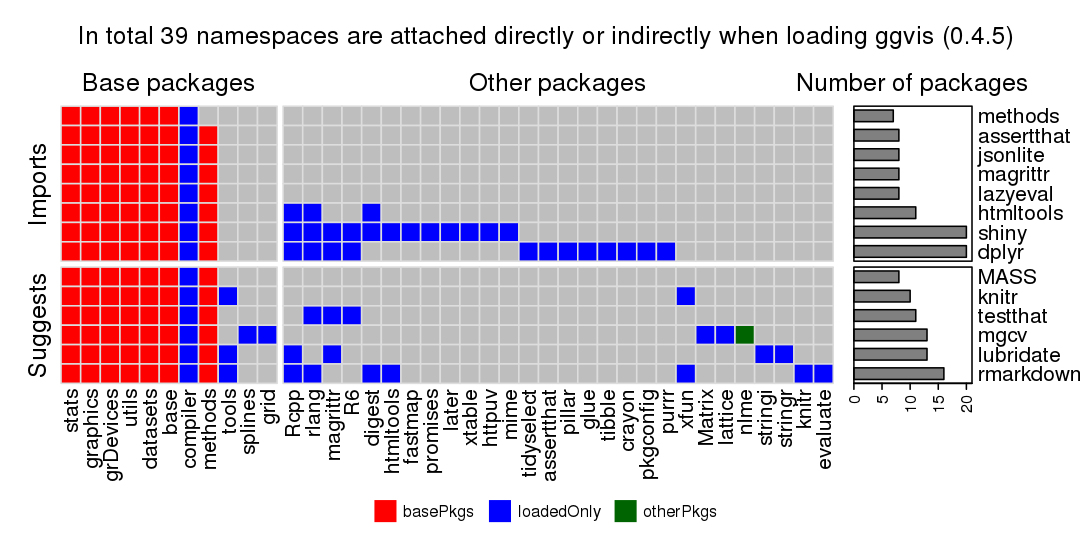 In total 39 namespaces are attached directly or indirectly when loading ggvis (0.4.5)
Base packages
Other packages
Number of packages
Imports
methods
assertthat
jsonlite
magrittr
lazyeval
htmltools
shiny
dplyr
Suggests
MASS
knitr
testthat
mgcv
lubridate
rmarkdown
stats
graphics
grDevices
utils
datasets
base
compiler
methods
tools
splines
grid
Rcpp
rlang
magrittr
R6
digest
htmltools
fastmap
promises
later
xtable
httpuv
mime
tidyselect
assertthat
pillar
glue
tibble
crayon
pkgconfig
purrr
xfun
Matrix
lattice
nlme
stringi
stringr
knitr
evaluate
0
5
10
15
20
basePkgs
loadedOnly
otherPkgs